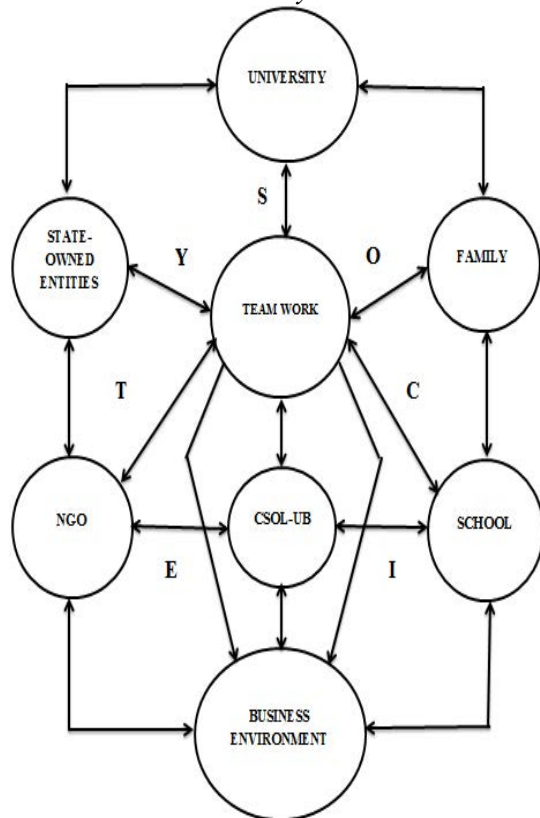 UNIVERSITY
S
STATE-
OWNED
ENTITIES
Y
O
FAMILY
TEAM WORK
T
C
NGO
CSOL-UB
SCHOOL
E
I
BUSINESS
ENVIRONMENT